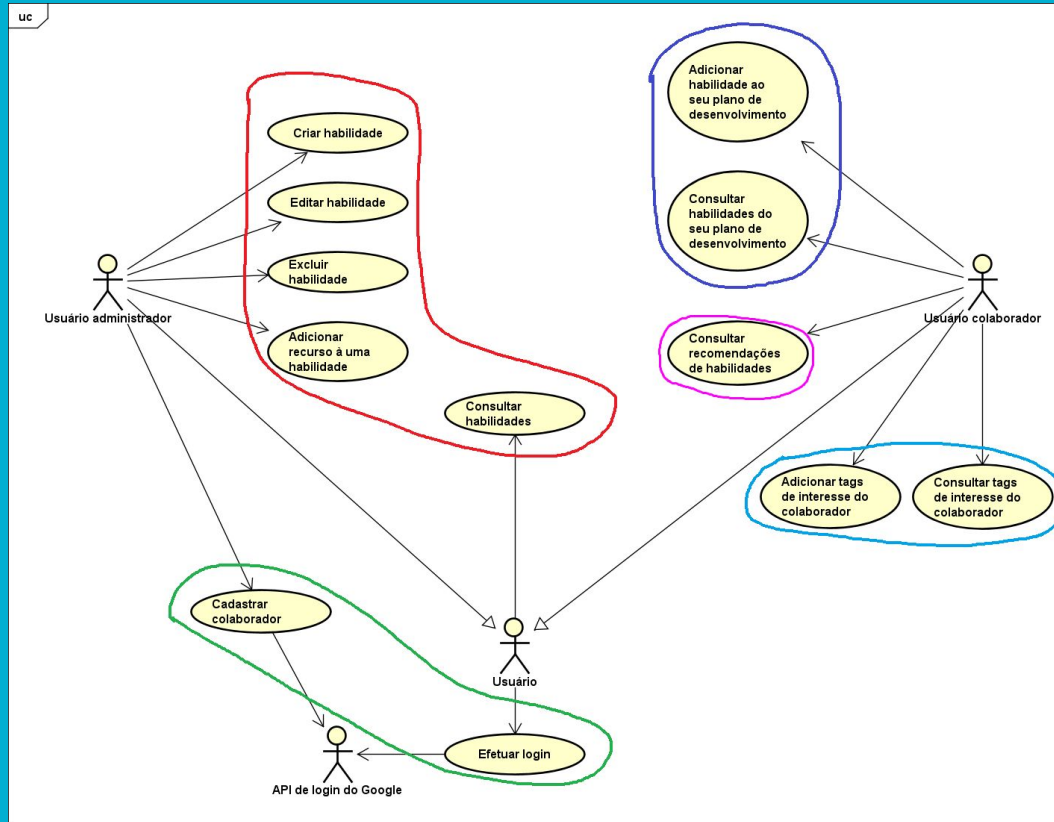 uc
Adicionar
habilidade ao
seu plano de
desenvolvimento
Criar habilidade
Editar habilidade
Consultar
habilidades do
seu plano de
desenvolvimento
Excluir
habilidade
Usuário administrador
Usuário colaborador
Adicionar
recurso à uma
habilidade
Consultar
recomendações
de habilidades
Consultar
habilidades
Adicionar tags
de interesse do
colaborador
Consultar tags
de interesse do
colaborador
Cadastrar
colaborador
Usuário
Efetuar login
API de login do Google